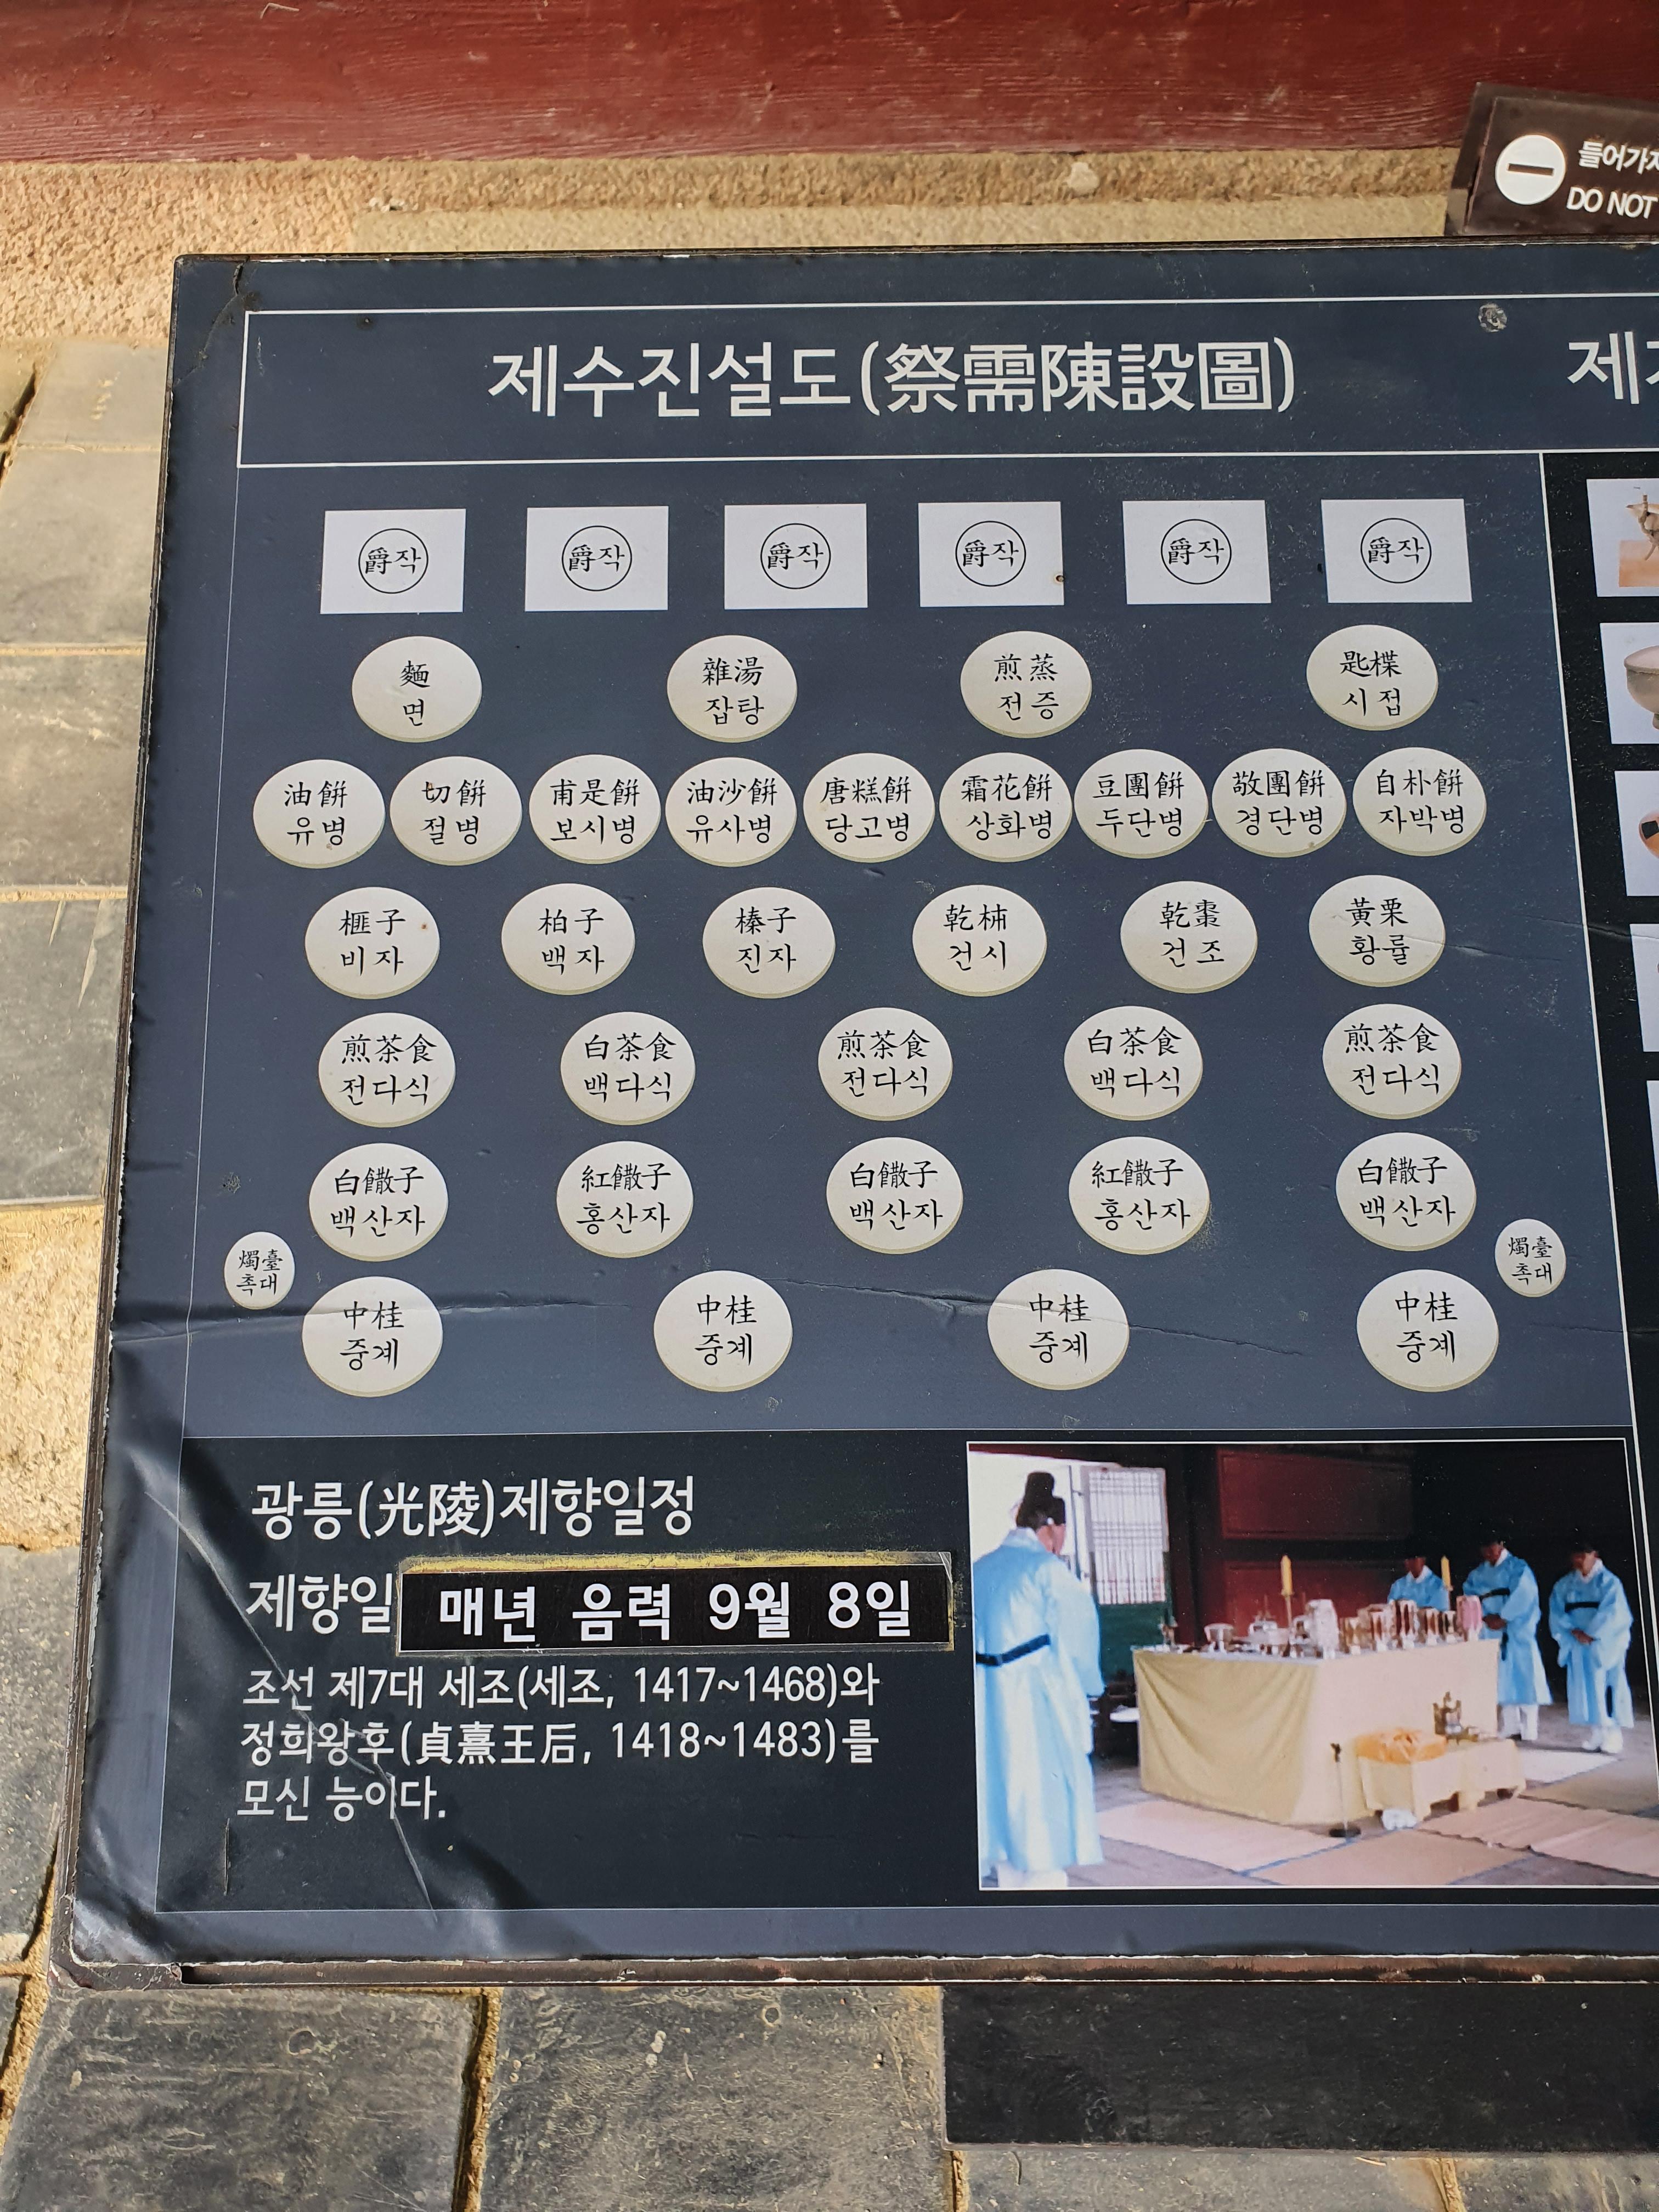 들어가지
DO NOT
제수진설도(祭需陳設圖)
爵작 爵작 爵작 爵작 爵작 爵작
麵 雜湯 煎蒸 匙楪
면 잡탕 전증 시접
油餠 切餠 甫是餠 油沙餠 唐糕餠 霜花餠 豆團餠 敬團餠 自朴餠
유병 절병 보시병 유사병 당고병 상화병 두단병 경단병 자박병
榧子 柏子 榛子 乾柿 乾棗 黃栗
비자 백자 진자 건시 건조 황률
煎茶食 白茶食 煎茶食 白茶食 煎茶食
전다식 백다식 전다식 백다식 전다식
白饊子 紅饊子 白饊子 紅饊子 白饊子
백산자 홍산자 백산자 홍산자 백산자
燭臺 燭臺
촉대 촉대
中桂 中桂 中桂 中桂
중계 중계 중계 중계
광릉(光陵)제향일정
제향일 매년 음력 9월 8일
조선 제7대 세조(세조, 1417~1468)와
정희왕후(貞熹王后, 1418~1483)를
모신 능이다.